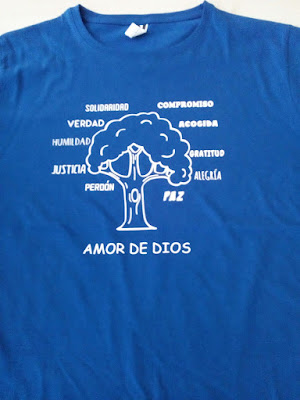 SOLIDARIDAD COMPROMISO
VERDAD ACOGIDA
HUMILDAD GRATITUD
JUSTICIA ALEGRÍA
PERDÓN PAZ
AMOR DE DIOS